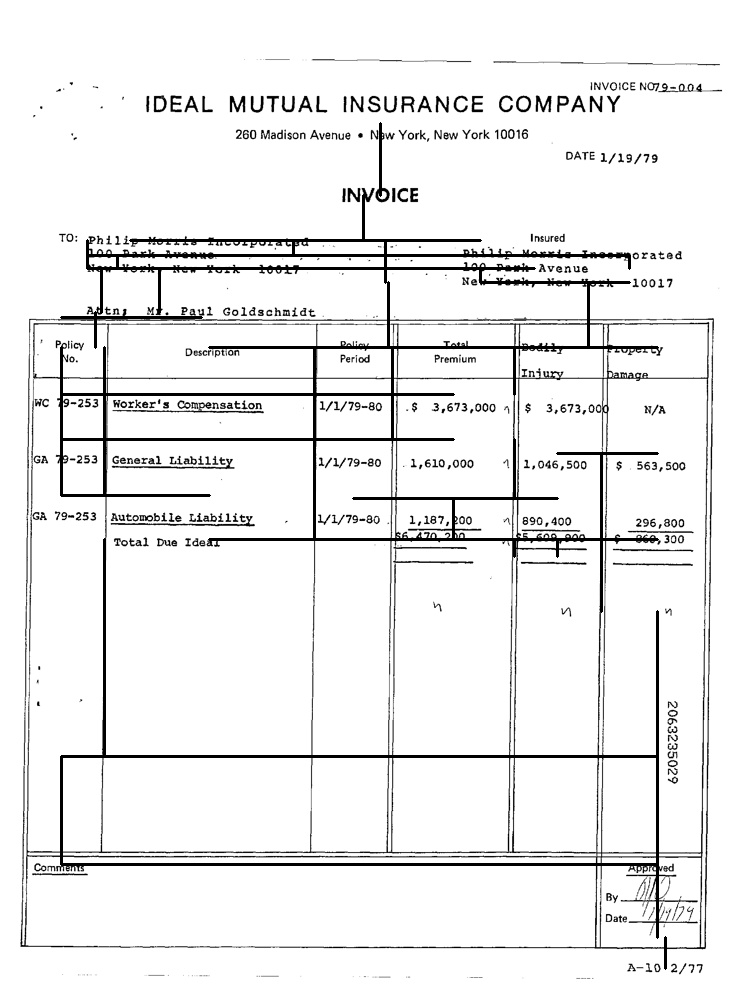 INVOICE NO 79-004
IDEAL MUTUAL INSURANCE COMPANY
260 Madison Avenue • New York, New York 10016
DATE 1/19/79
INVOICE
TO: Philip Morris Incorporated
100 Park Avenue
New York, New York 10017
Attn; Mr. Paul Goldschmidt
Insured
Philip Morris Incorporated
100 Park Avenue
New York, New York 10017
Policy No. Description Policy Period Total Premium Bodily Injury Property Damage
WC 79-253 Worker's Compensation 1/1/79-80 $ 3,673,000 $ 3,673,000 N/A
GA 79-253 General Liability 1/1/79-80 1,610,000 1,046,500 $ 563,500
GA 79-253 Automobile Liability 1/1/79-80 1,187,200 890,400 296,800
Total Due Ideal $6,470,200 $5,609,900 $ 860,300
2063235029
Comments
Approved
By
Date 1/19/79
A-10 2/77